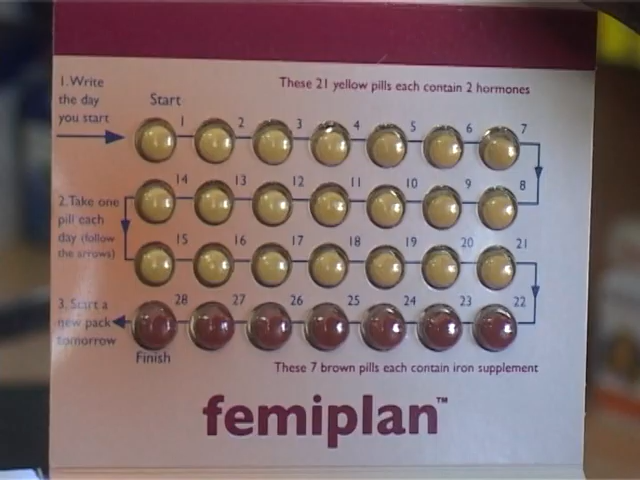 1. Write
the day
you start
These 21 yellow pills each contain 2 hormones
Start
1 2 3 4 5 6 7
14 13 12 11 10 9 8
2. Take one
pill each
day (follow
the arrows)
15 16 17 18 19 20 21
3. Start a
new pack
tomorrow
28 27 26 25 24 23 22
Finish
These 7 brown pills each contain iron supplement
femiplan™